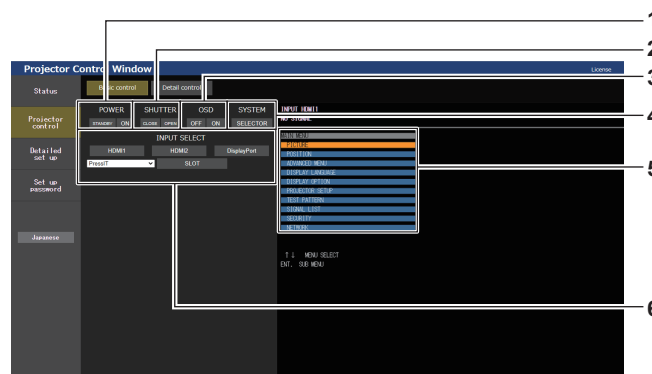 1
2
3
4
5
6
Projector Control Window
License
Status
Basic control
Detail control
Projector
control
Detailed
set up
Set up
password
Japanese
POWER
SHUTTER
OSD
SYSTEM
STANDBY
ON
CLOSE
OPEN
OFF
ON
SELECTOR
INPUT SELECT
HDMI1
HDMI2
DisplayPort
PressIT
SLOT
INPUT HDMI1
NO SIGNAL
MAIN MENU
PICTURE
POSITION
ADVANCED MENU
DISPLAY LANGUAGE
DISPLAY OPTION
PROJECTOR SETUP
TEST PATTERN
SIGNAL LIST
SECURITY
NETWORK
↑↓ MENU SELECT
ENT. SUB MENU